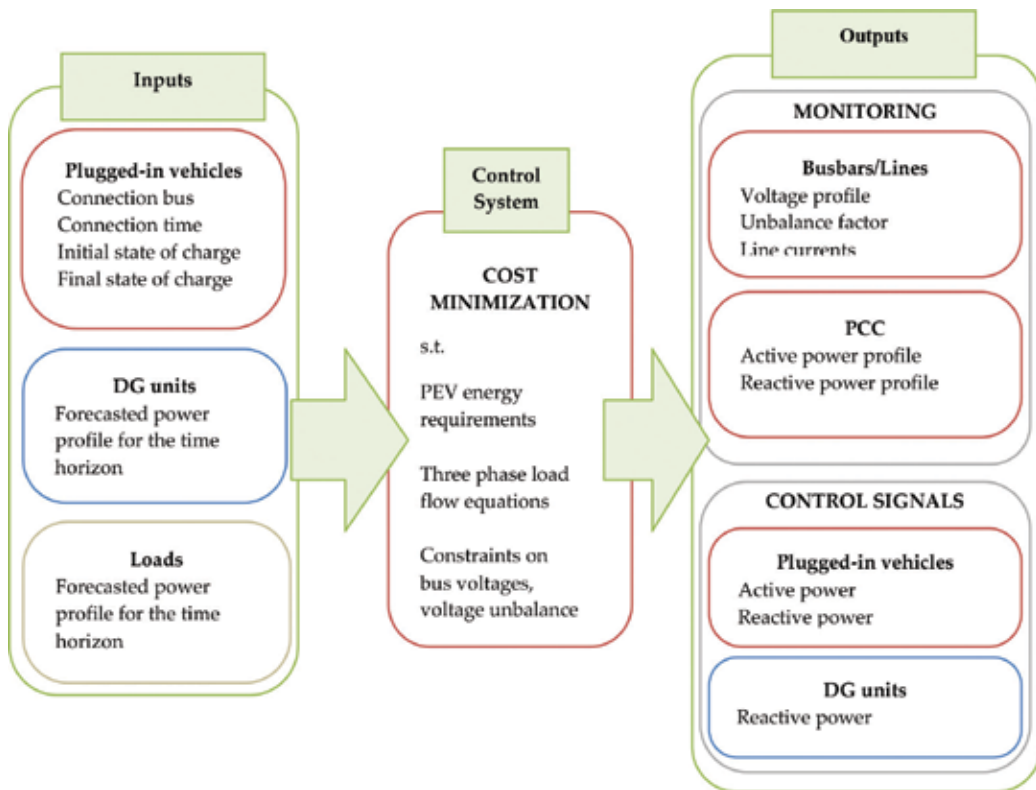 Inputs
Plugged-in vehicles
Connection bus
Connection time
Initial state of charge
Final state of charge
DG units
Forecasted power
profile for the time
horizon
Loads
Forecasted power
profile for the time
horizon
Control
System
COST
MINIMIZATION
s.t.
PEV energy
requirements
Three phase load
flow equations
Constraints on
bus voltages,
voltage unbalance
Outputs
MONITORING
Busbars/Lines
Voltage profile
Unbalance factor
Line currents
PCC
Active power profile
Reactive power profile
CONTROL SIGNALS
Plugged-in vehicles
Active power
Reactive power
DG units
Reactive power